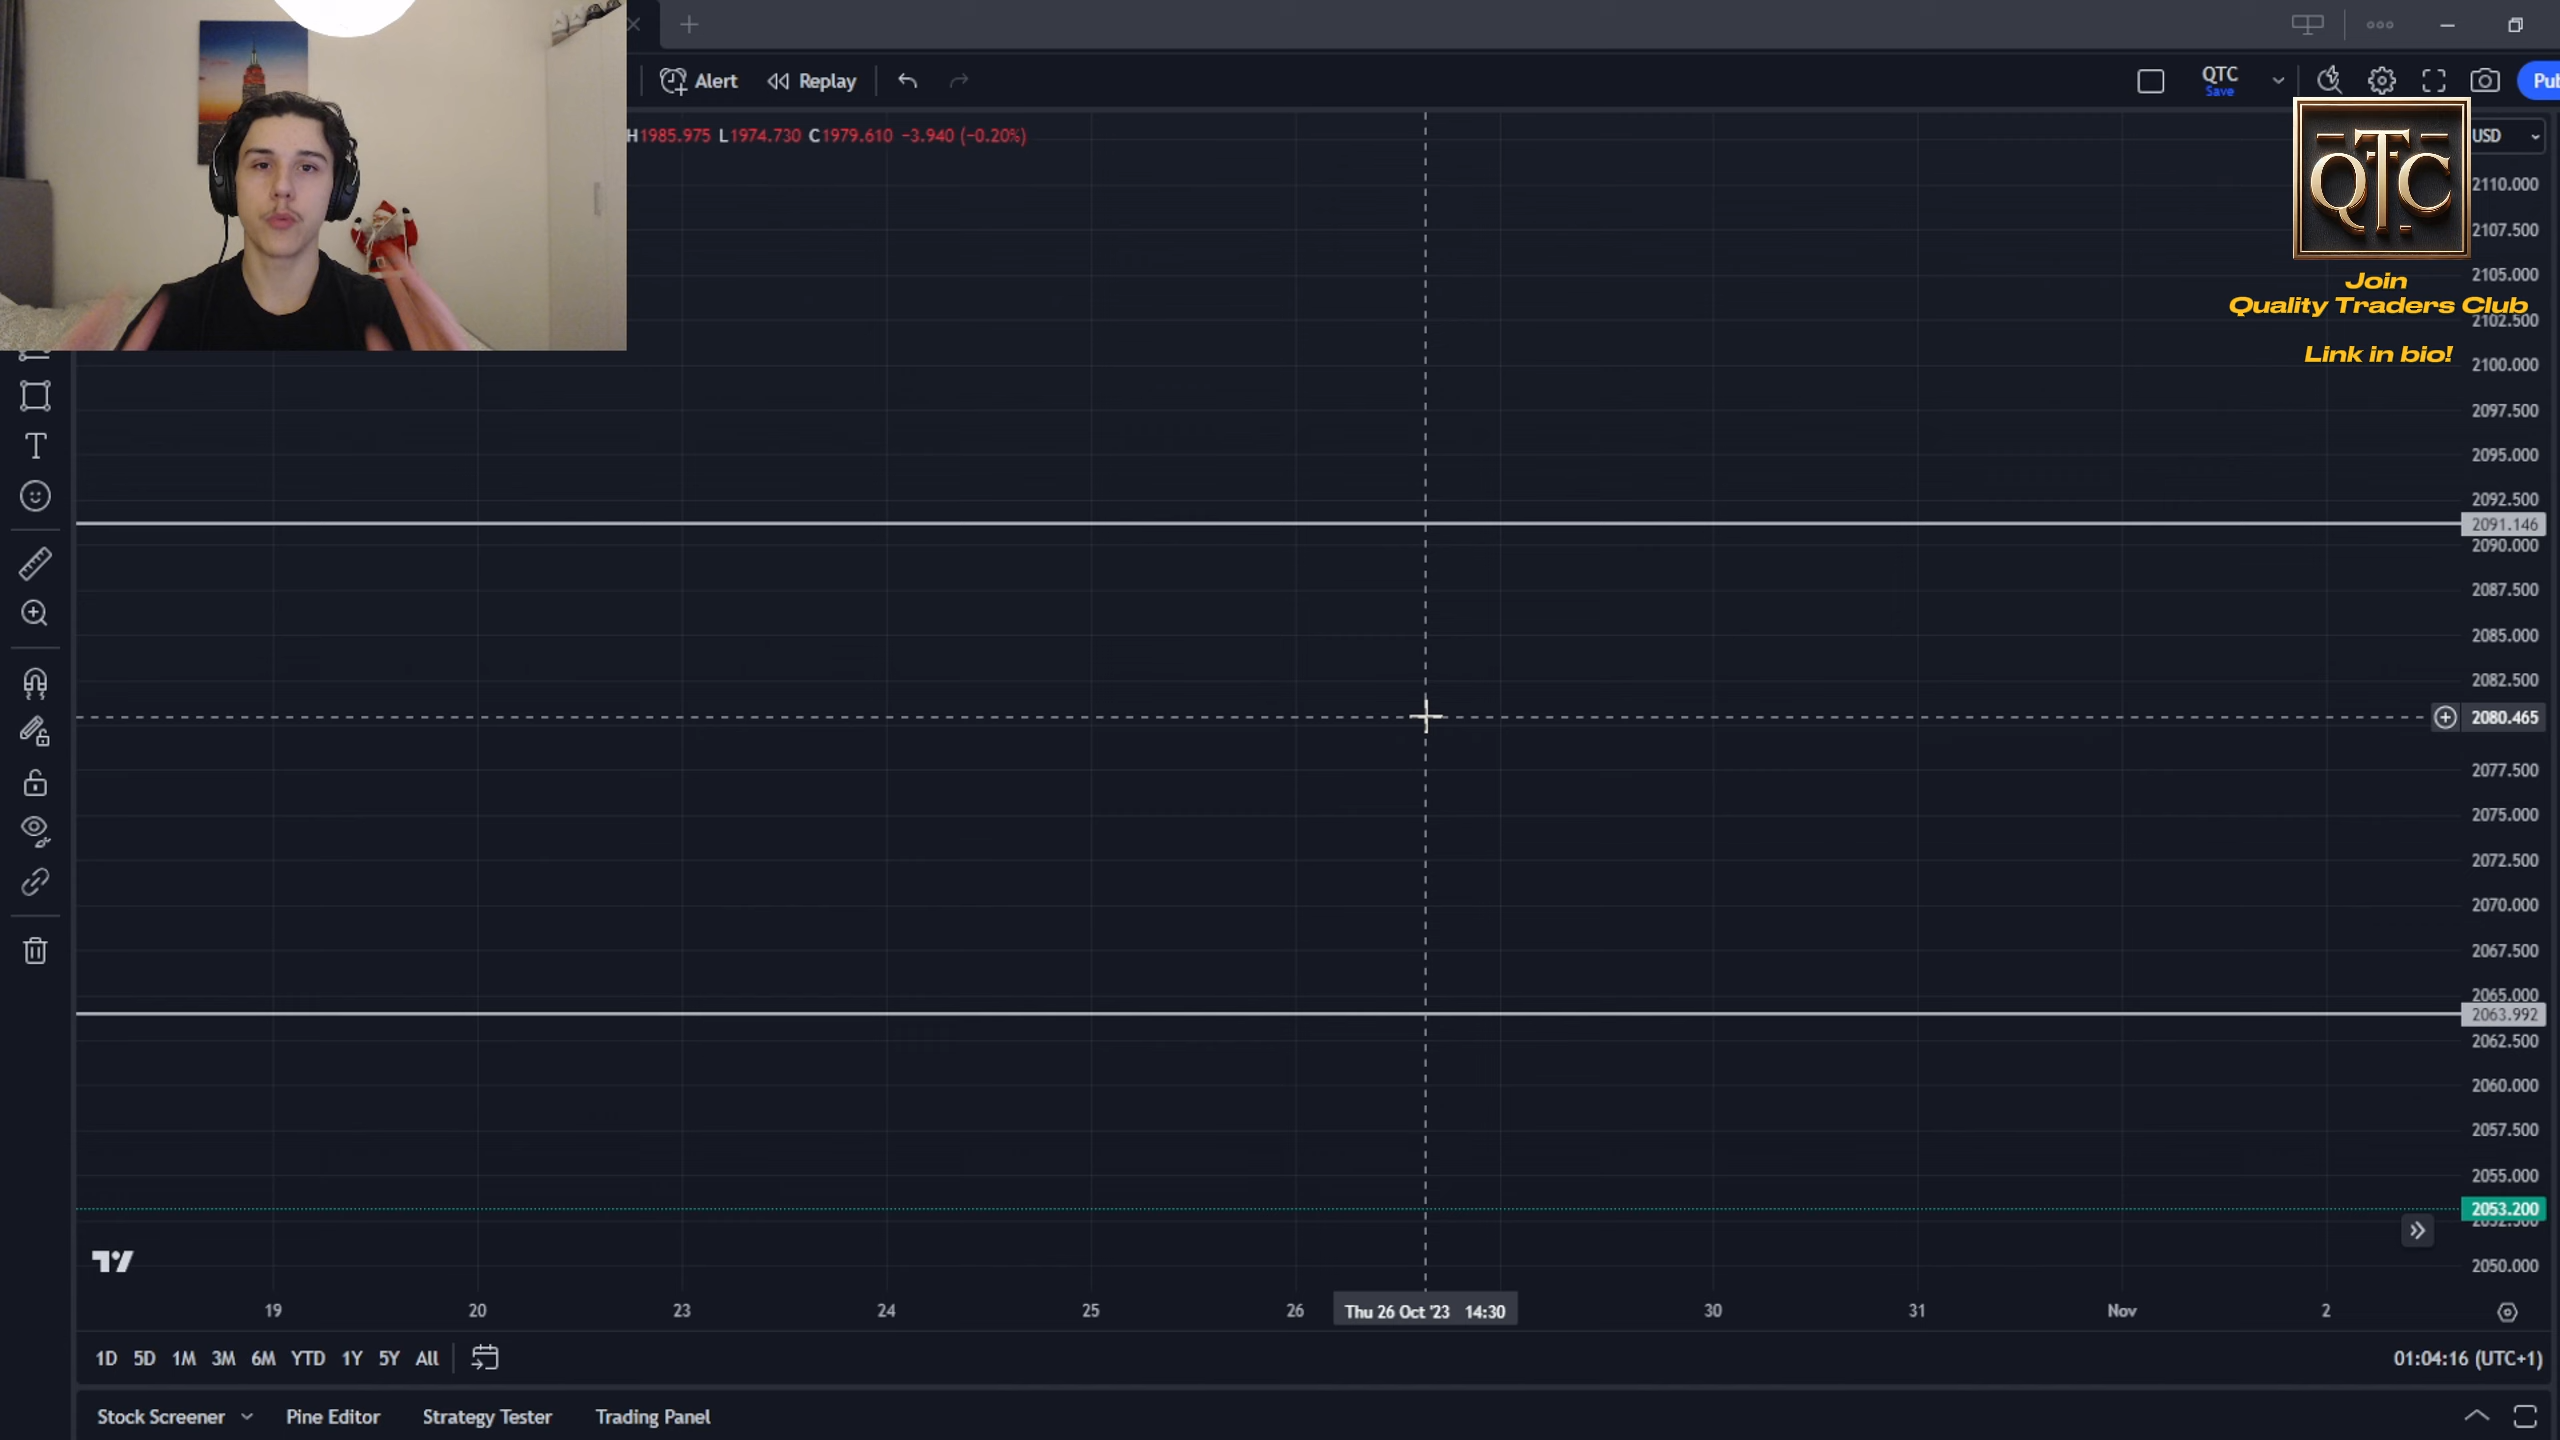 Alert
Replay
QTC
Save
Pub
H1985.975 L1974.730 C1979.610 −3.940 (−0.20%)
USD
QTC
Join
Quality Traders Club
Link in bio!
2110.000
2107.500
2105.000
2102.500
2100.000
2097.500
2095.000
2092.500
2091.146
2090.000
2087.500
2085.000
2082.500
2080.465
2077.500
2075.000
2072.500
2070.000
2067.500
2065.000
2063.992
2062.500
2060.000
2057.500
2055.000
2053.200
2052.500
2050.000
19 20 23 24 25 26 Thu 26 Oct '23 14:30 30 31 Nov 2
1D 5D 1M 3M 6M YTD 1Y 5Y All
01:04:16 (UTC+1)
Stock Screener Pine Editor Strategy Tester Trading Panel